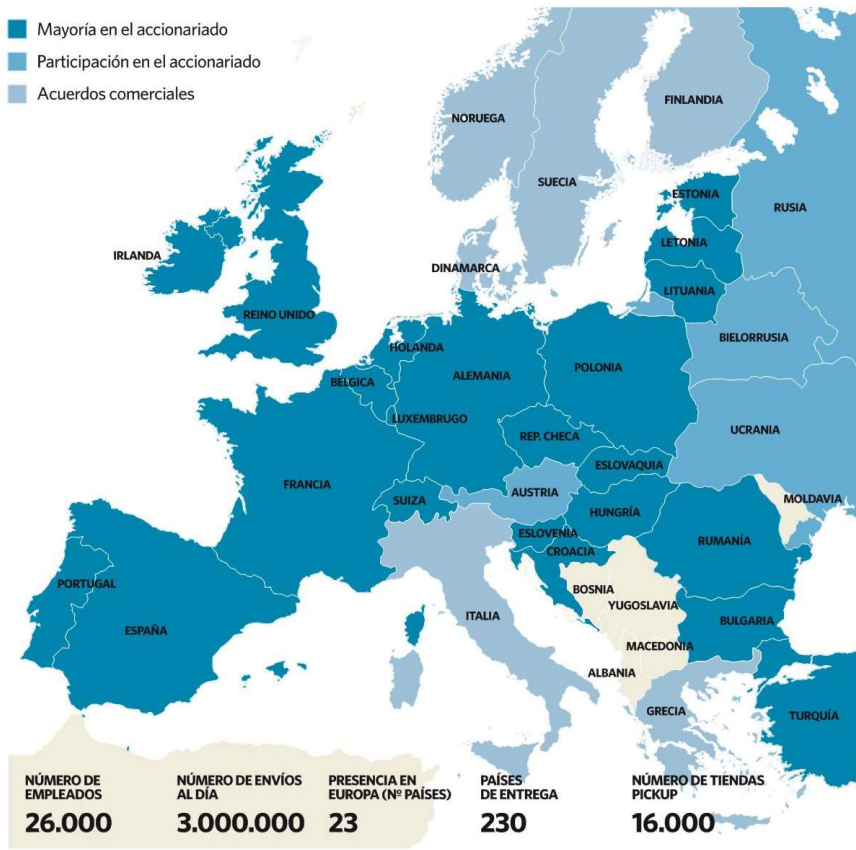 Mayoría en el accionariado
Participación en el accionariado
Acuerdos comerciales
FINLANDIA
NORUEGA
SUECIA
ESTONIA
RUSIA
LETONIA
IRLANDA
DINAMARCA
LITUANIA
REINO UNIDO
BIELORRUSIA
HOLANDA
POLONIA
BÉLGICA
ALEMANIA
LUXEMBRUGO
UCRANIA
REP. CHECA
ESLOVAQUIA
FRANCIA
AUSTRIA
MOLDAVIA
SUIZA
HUNGRÍA
ESLOVENIA
RUMANÍA
CROACIA
PORTUGAL
BOSNIA
YUGOSLAVIA
ITALIA
BULGARIA
ESPAÑA
MACEDONIA
ALBANIA
GRECIA
TURQUÍA
NÚMERO DE
EMPLEADOS
26.000
NÚMERO DE ENVÍOS
AL DÍA
3.000.000
PRESENCIA EN
EUROPA (Nº PAÍSES)
23
PAÍSES
DE ENTREGA
230
NÚMERO DE TIENDAS
PICKUP
16.000